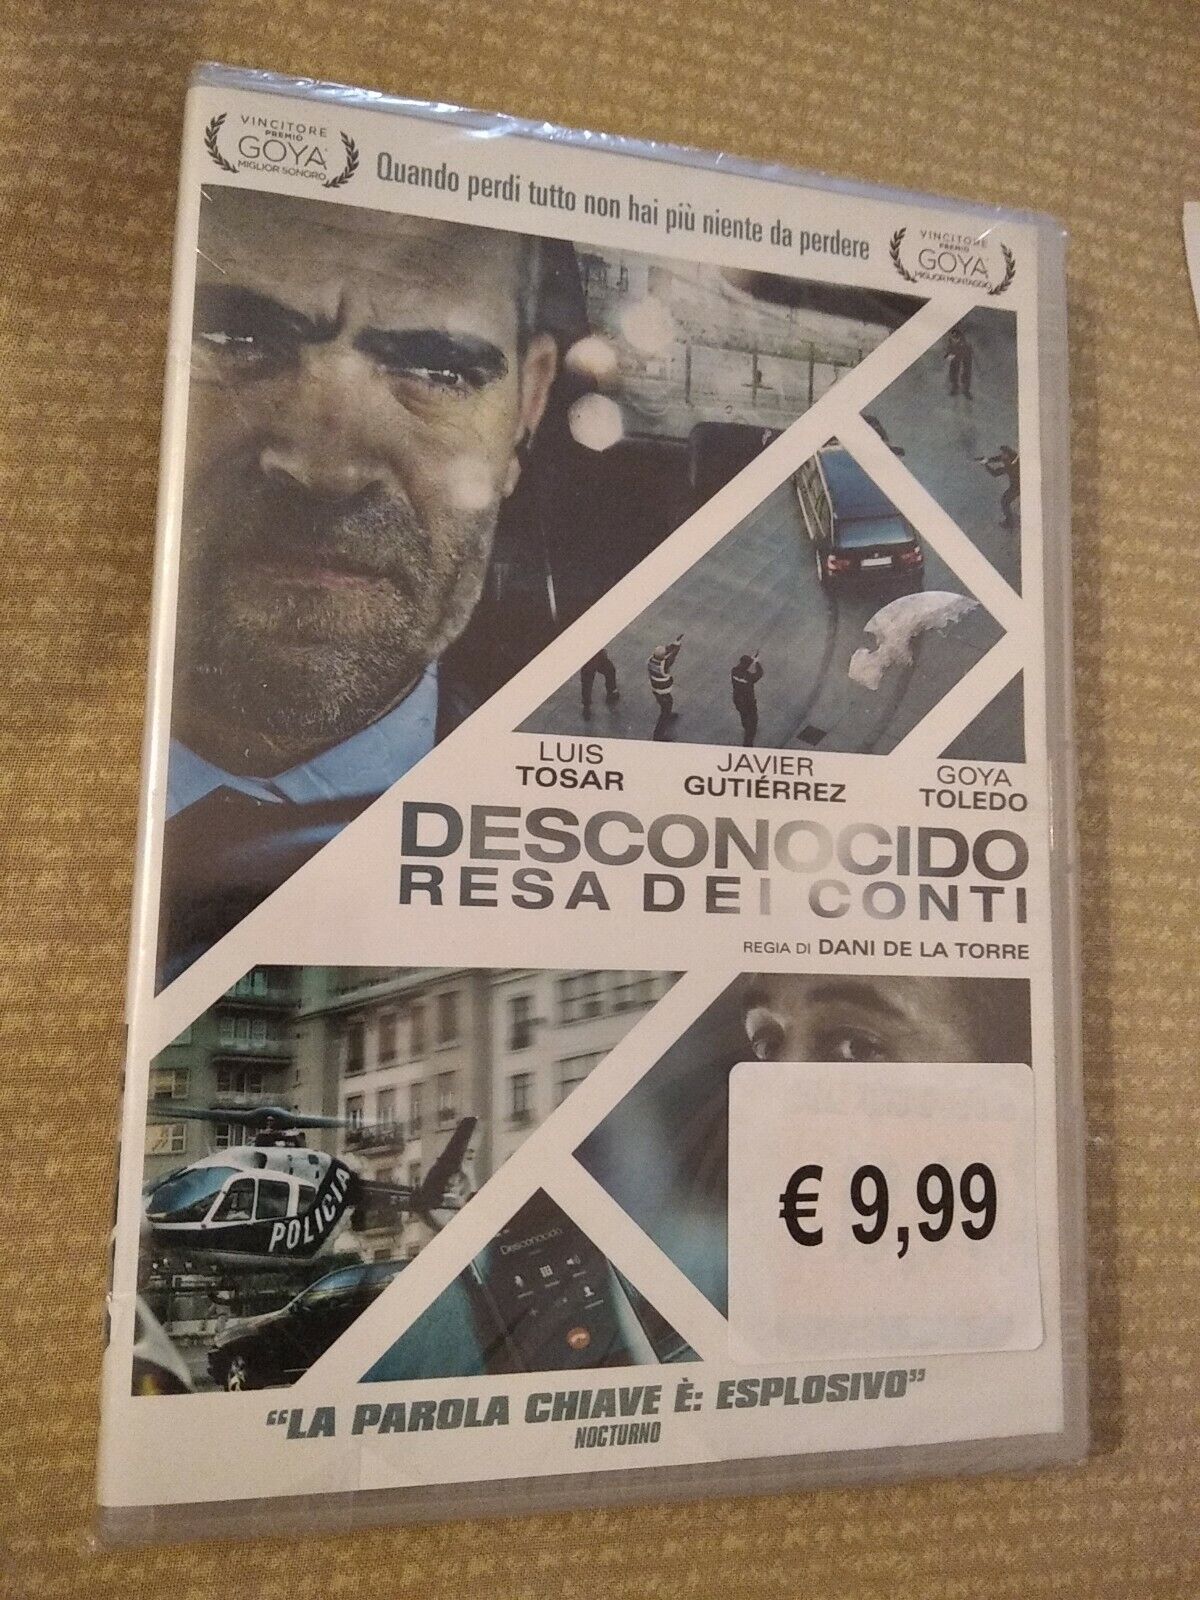 VINCITORE
PREMIO
GOYA
MIGLIOR SONORO
Quando perdi tutto non hai più niente da perdere
VINCITORE
PREMIO
GOYA
MIGLIOR MONTAGGIO
LUIS
TOSAR
JAVIER
GUTIÉRREZ
GOYA
TOLEDO
DESCONOCIDO
RESA DEI CONTI
REGIA DI DANI DE LA TORRE
POLICIA
Desconocido
€ 9,99
“LA PAROLA CHIAVE È: ESPLOSIVO”
NOCTURNO